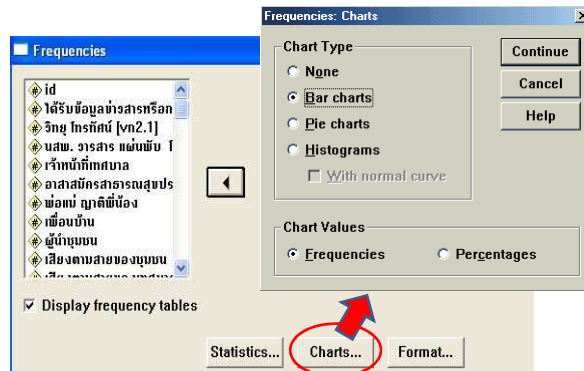 Frequencies: Charts
Chart Type
None
Bar charts
Pie charts
Histograms
With normal curve
Continue
Cancel
Help
Chart Values
Frequencies
Percentages
Frequencies
id
ได้รับข้อมูลข่าวสารหรือก
วิทยุ โทรทัศน์ [vn2.1]
นสพ. วารสาร แผ่นพับ โ
เจ้าหน้าที่เทศบาล
อาสาสมัครสาธารณสุขประ
พ่อแม่ ญาติพี่น้อง
เพื่อนบ้าน
ผู้นำชุมชน
เสียงตามสายของชุมชน
Display frequency tables
Statistics...
Charts...
Format...